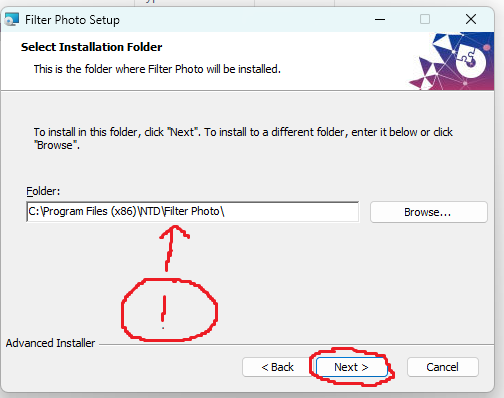 Filter Photo Setup
Select Installation Folder
This is the folder where Filter Photo will be installed.
To install in this folder, click "Next". To install to a different folder, enter it below or click
"Browse".
Folder:
C:\Program Files (x86)\NTD\Filter Photo\
Browse...
Advanced Installer
< Back
Next >
Cancel